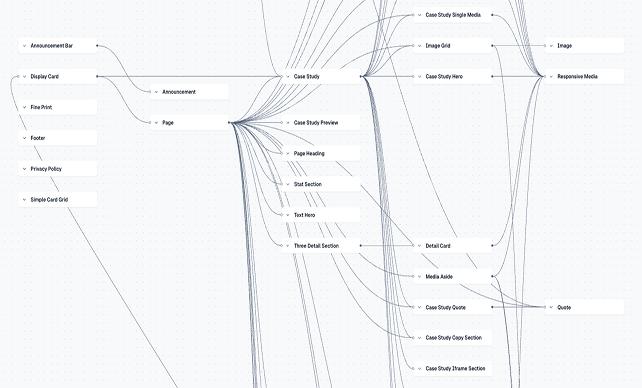 Case Study Single Media
Announcement Bar
Image Grid
Image
Display Card
Case Study
Case Study Hero
Responsive Media
Announcement
Fine Print
Page
Case Study Preview
Footer
Page Heading
Privacy Policy
Stat Section
Simple Card Grid
Text Hero
Three Detail Section
Detail Card
Media Aside
Case Study Quote
Quote
Case Study Copy Section
Case Study Iframe Section